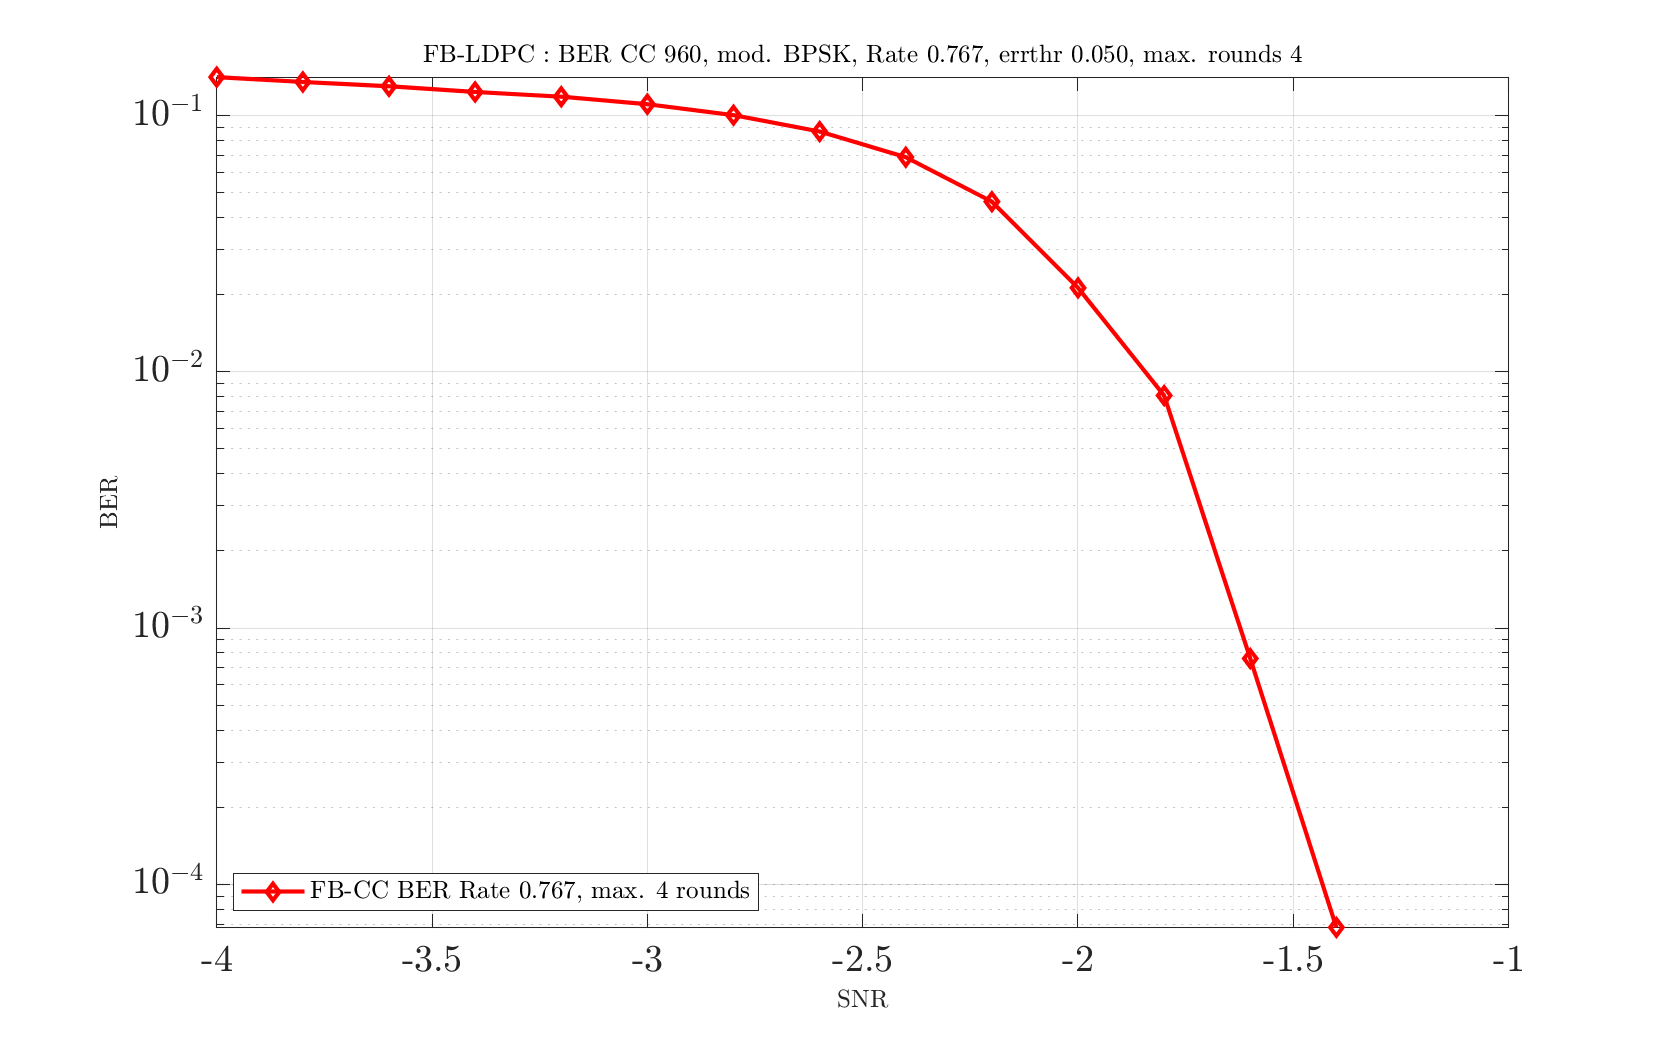 FB-LDPC : BER CC 960, mod. BPSK, Rate 0.767, errthr 0.050, max. rounds 4
10^{-1}
10^{-2}
10^{-3}
10^{-4}
BER
FB-CC BER Rate 0.767, max. 4 rounds
-4 -3.5 -3 -2.5 -2 -1.5 -1
SNR